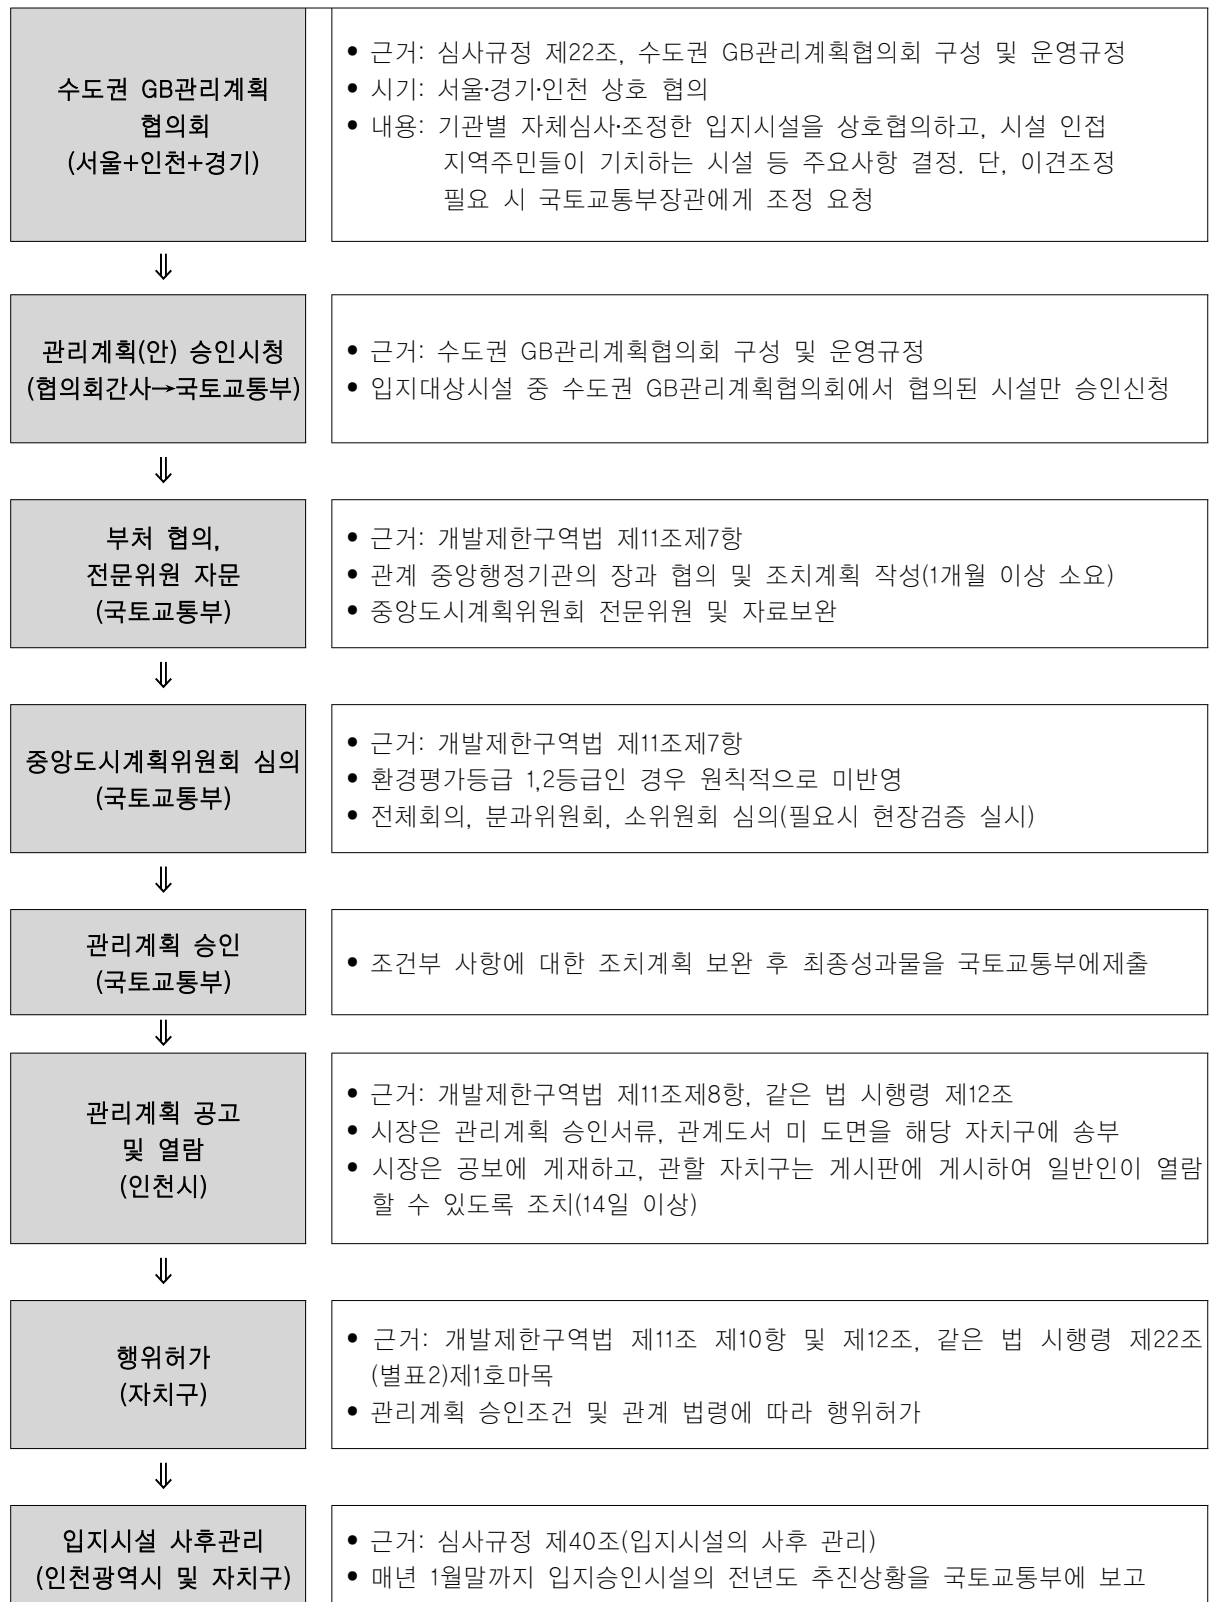 수도권 GB관리계획
협의회
(서울+인천+경기)
• 근거: 심사규정 제22조, 수도권 GB관리계획협의회 구성 및 운영규정
• 시기: 서울·경기·인천 상호 협의
• 내용: 기관별 자체심사·조정한 입지시설을 상호협의하고, 시설 인접
지역주민들이 기치하는 시설 등 주요사항 결정. 단, 이견조정
필요 시 국토교통부장관에게 조정 요청
⇓
관리계획(안) 승인시청
(협의회간사→국토교통부)
• 근거: 수도권 GB관리계획협의회 구성 및 운영규정
• 입지대상시설 중 수도권 GB관리계획협의회에서 협의된 시설만 승인신청
⇓
부처 협의,
전문위원 자문
(국토교통부)
• 근거: 개발제한구역법 제11조제7항
• 관계 중앙행정기관의 장과 협의 및 조치계획 작성(1개월 이상 소요)
• 중앙도시계획위원회 전문위원 및 자료보완
⇓
중앙도시계획위원회 심의
(국토교통부)
• 근거: 개발제한구역법 제11조제7항
• 환경평가등급 1,2등급인 경우 원칙적으로 미반영
• 전체회의, 분과위원회, 소위원회 심의(필요시 현장검증 실시)
⇓
관리계획 승인
(국토교통부)
• 조건부 사항에 대한 조치계획 보완 후 최종성과물을 국토교통부에제출
⇓
관리계획 공고
및 열람
(인천시)
• 근거: 개발제한구역법 제11조제8항, 같은 법 시행령 제12조
• 시장은 관리계획 승인서류, 관계도서 미 도면을 해당 자치구에 송부
• 시장은 공보에 게재하고, 관할 자치구는 게시판에 게시하여 일반인이 열람
할 수 있도록 조치(14일 이상)
⇓
행위허가
(자치구)
• 근거: 개발제한구역법 제11조 제10항 및 제12조, 같은 법 시행령 제22조
(별표2)제1호마목
• 관리계획 승인조건 및 관계 법령에 따라 행위허가
⇓
입지시설 사후관리
(인천광역시 및 자치구)
• 근거: 심사규정 제40조(입지시설의 사후 관리)
• 매년 1월말까지 입지승인시설의 전년도 추진상황을 국토교통부에 보고